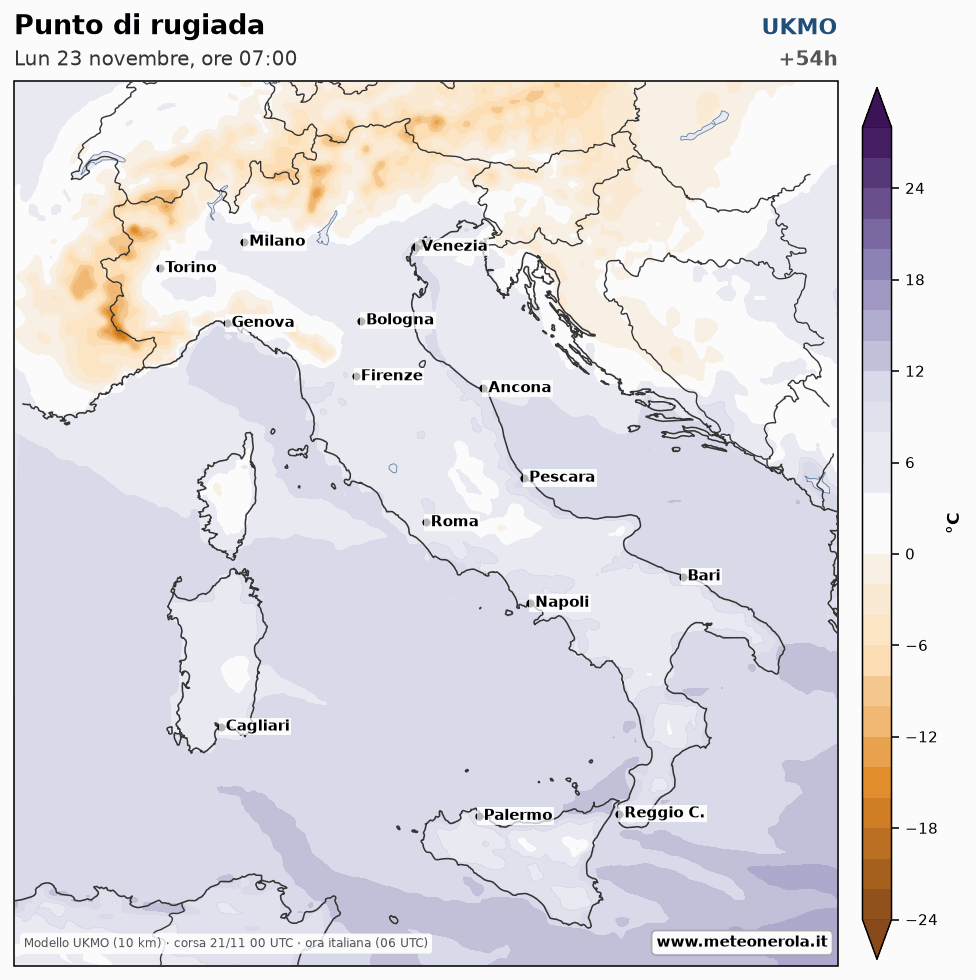 Punto di rugiada
UKMO
Lun 23 novembre, ore 07:00
+54h
Milano
Venezia
Torino
Genova
Bologna
Firenze
Ancona
Pescara
Roma
Bari
Napoli
Cagliari
Palermo
Reggio C.
24
18
12
6
0
−6
−12
−18
−24
°C
Modello UKMO (10 km) · corsa 21/11 00 UTC · ora italiana (06 UTC)
www.meteonerola.it